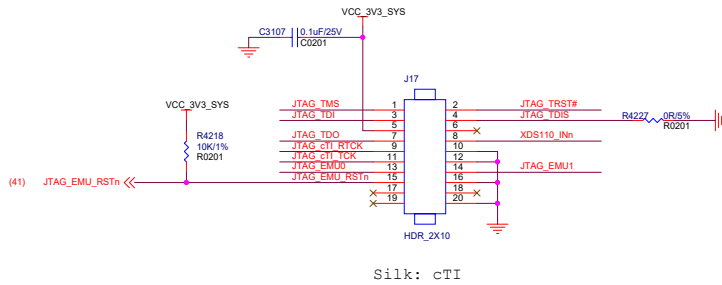 VCC_3V3_SYS
C3107 0.1uF/25V
C0201
J17
VCC_3V3_SYS
JTAG_TMS 1 2 JTAG_TRST#
JTAG_TDI 3 4 JTAG_TDIS R4227 0R/5%
R0201
5 6
R4218
10K/1%
R0201
JTAG_TDO 7 8 XDS110_INn
JTAG_cTI_RTCK 9 10
JTAG_cTI_TCK 11 12
JTAG_EMU0 13 14 JTAG_EMU1
(41) JTAG_EMU_RSTn JTAG_EMU_RSTn 15 16
17 18
19 20
HDR_2X10
Silk: cTI